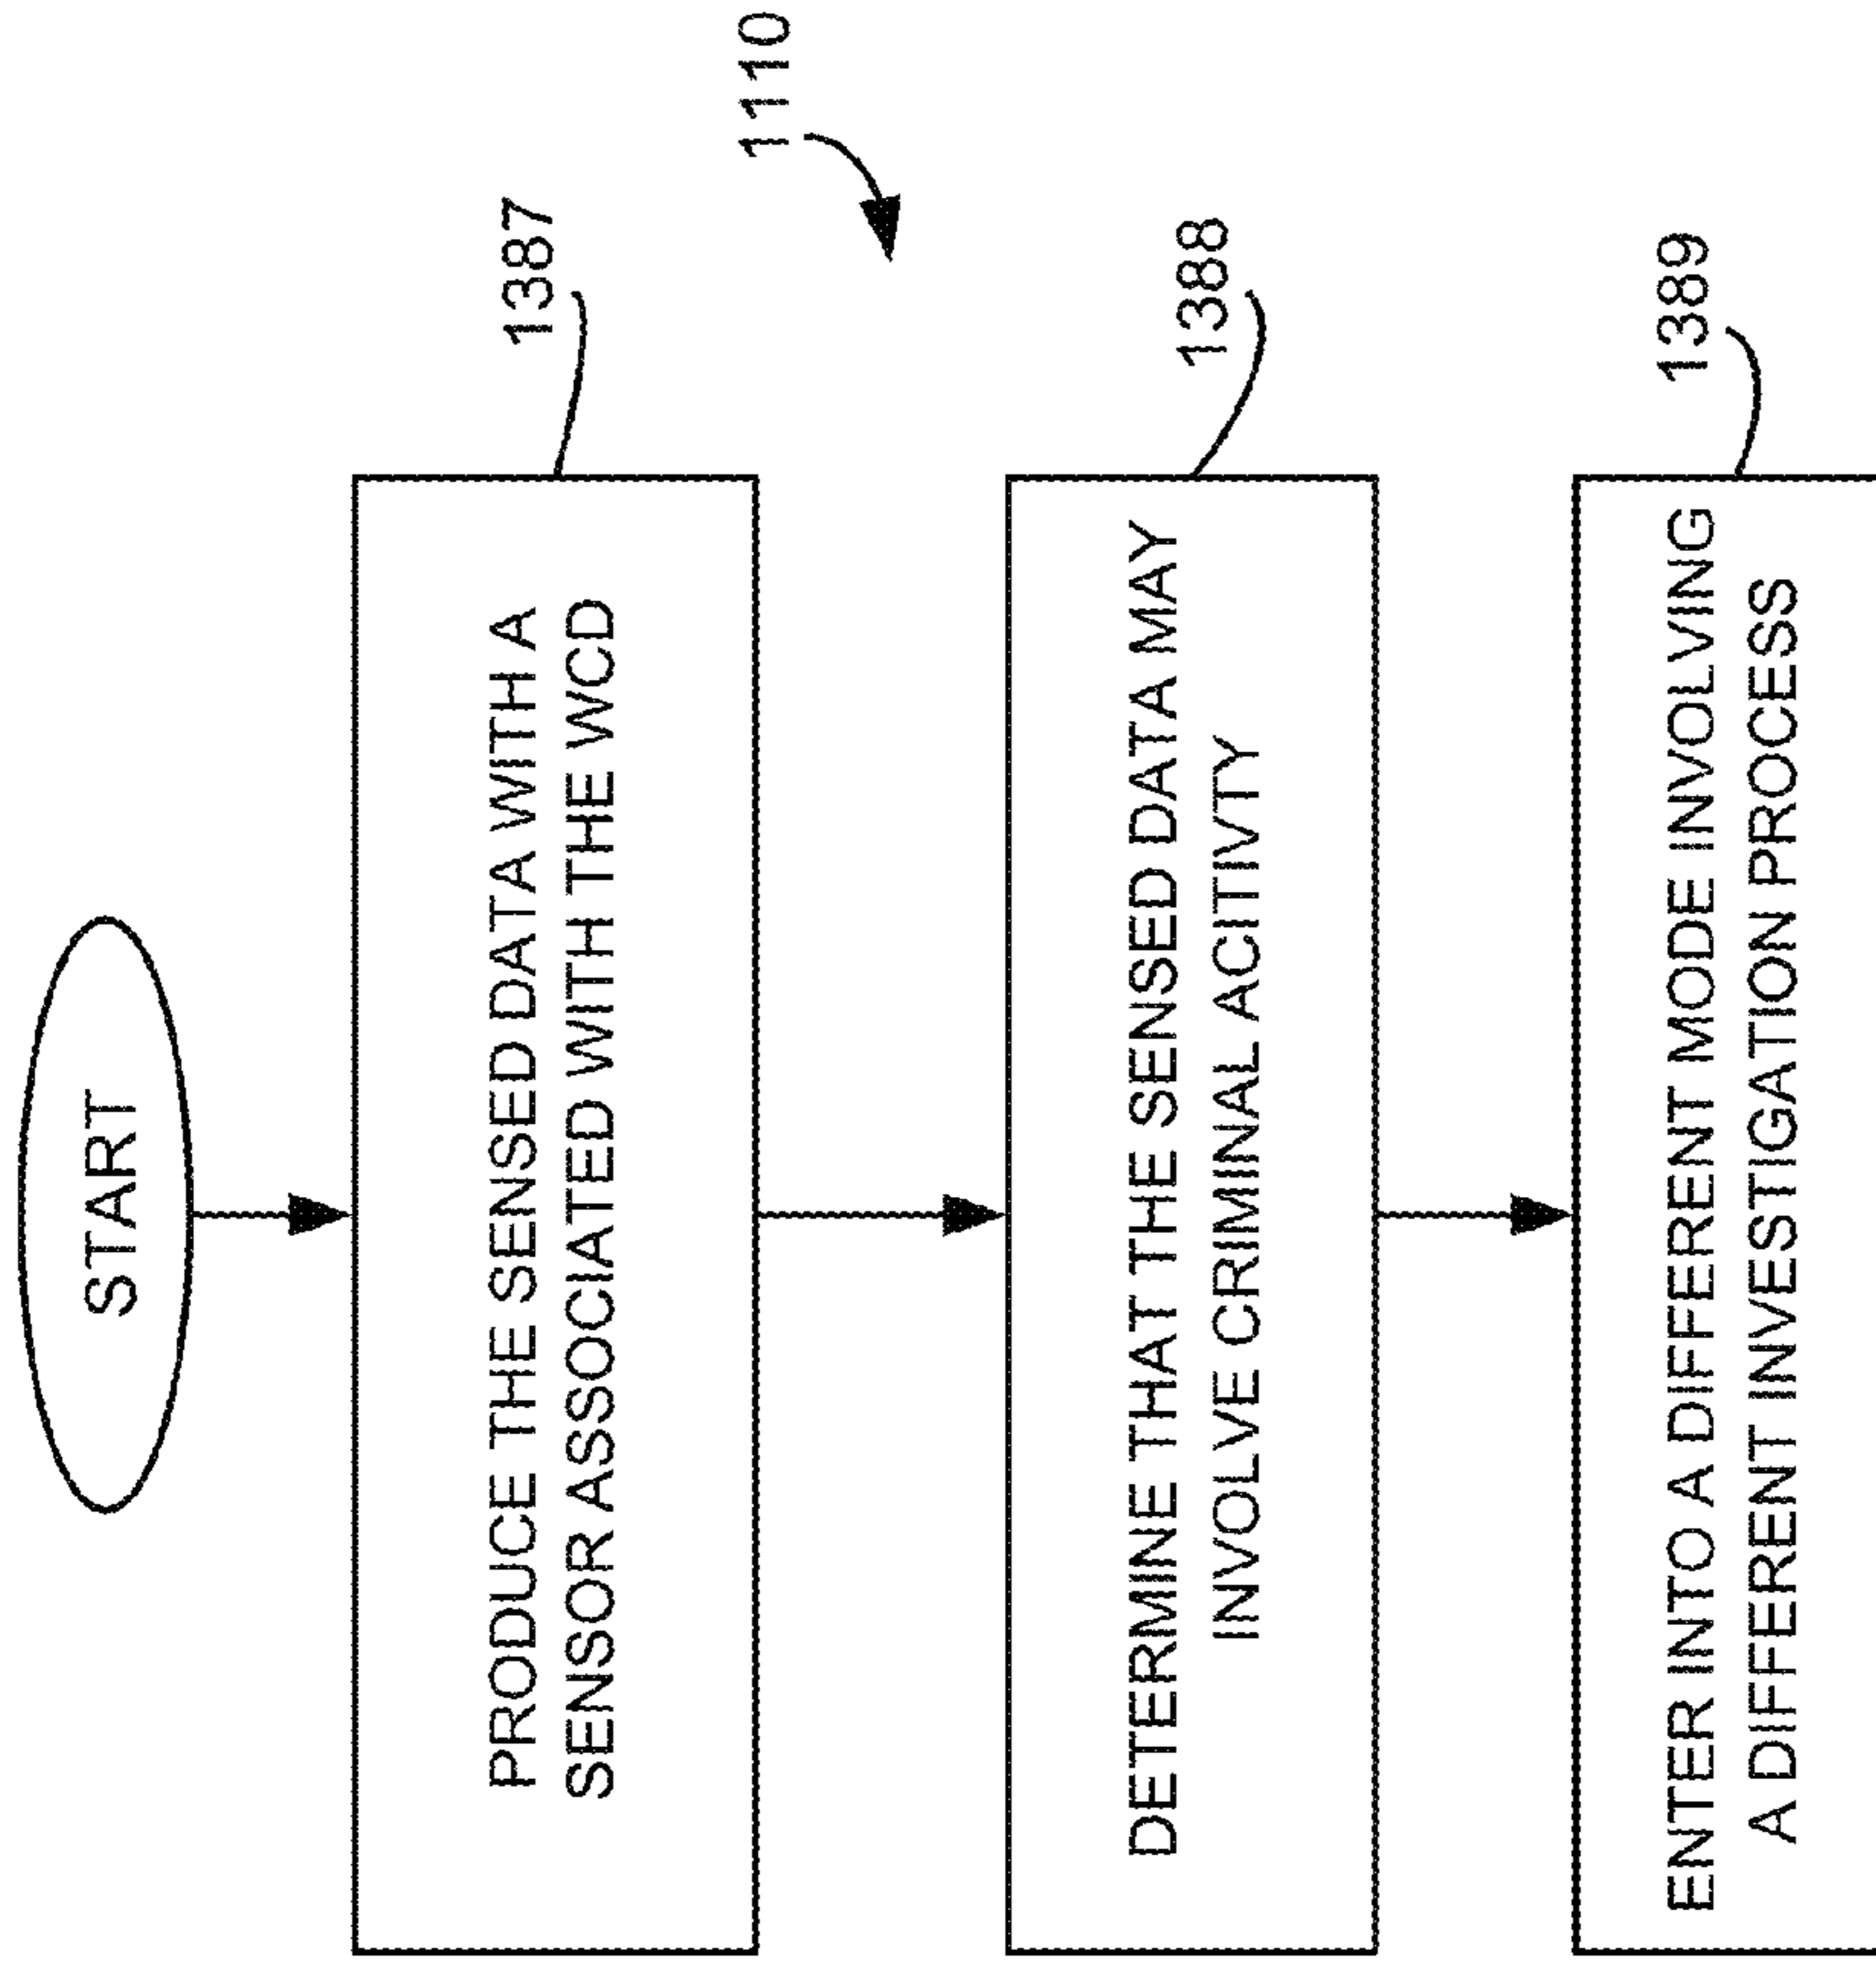 START
1110
1387
PRODUCE THE SENSED DATA WITH A
SENSOR ASSOCIATED WITH THE WCD
1388
DETERMINE THAT THE SENSED DATA MAY
INVOLVE CRIMINAL ACITIVTY
1389
ENTER INTO A DIFFERENT MODE INVOLVING
A DIFFERENT INVESTIGATION PROCESS